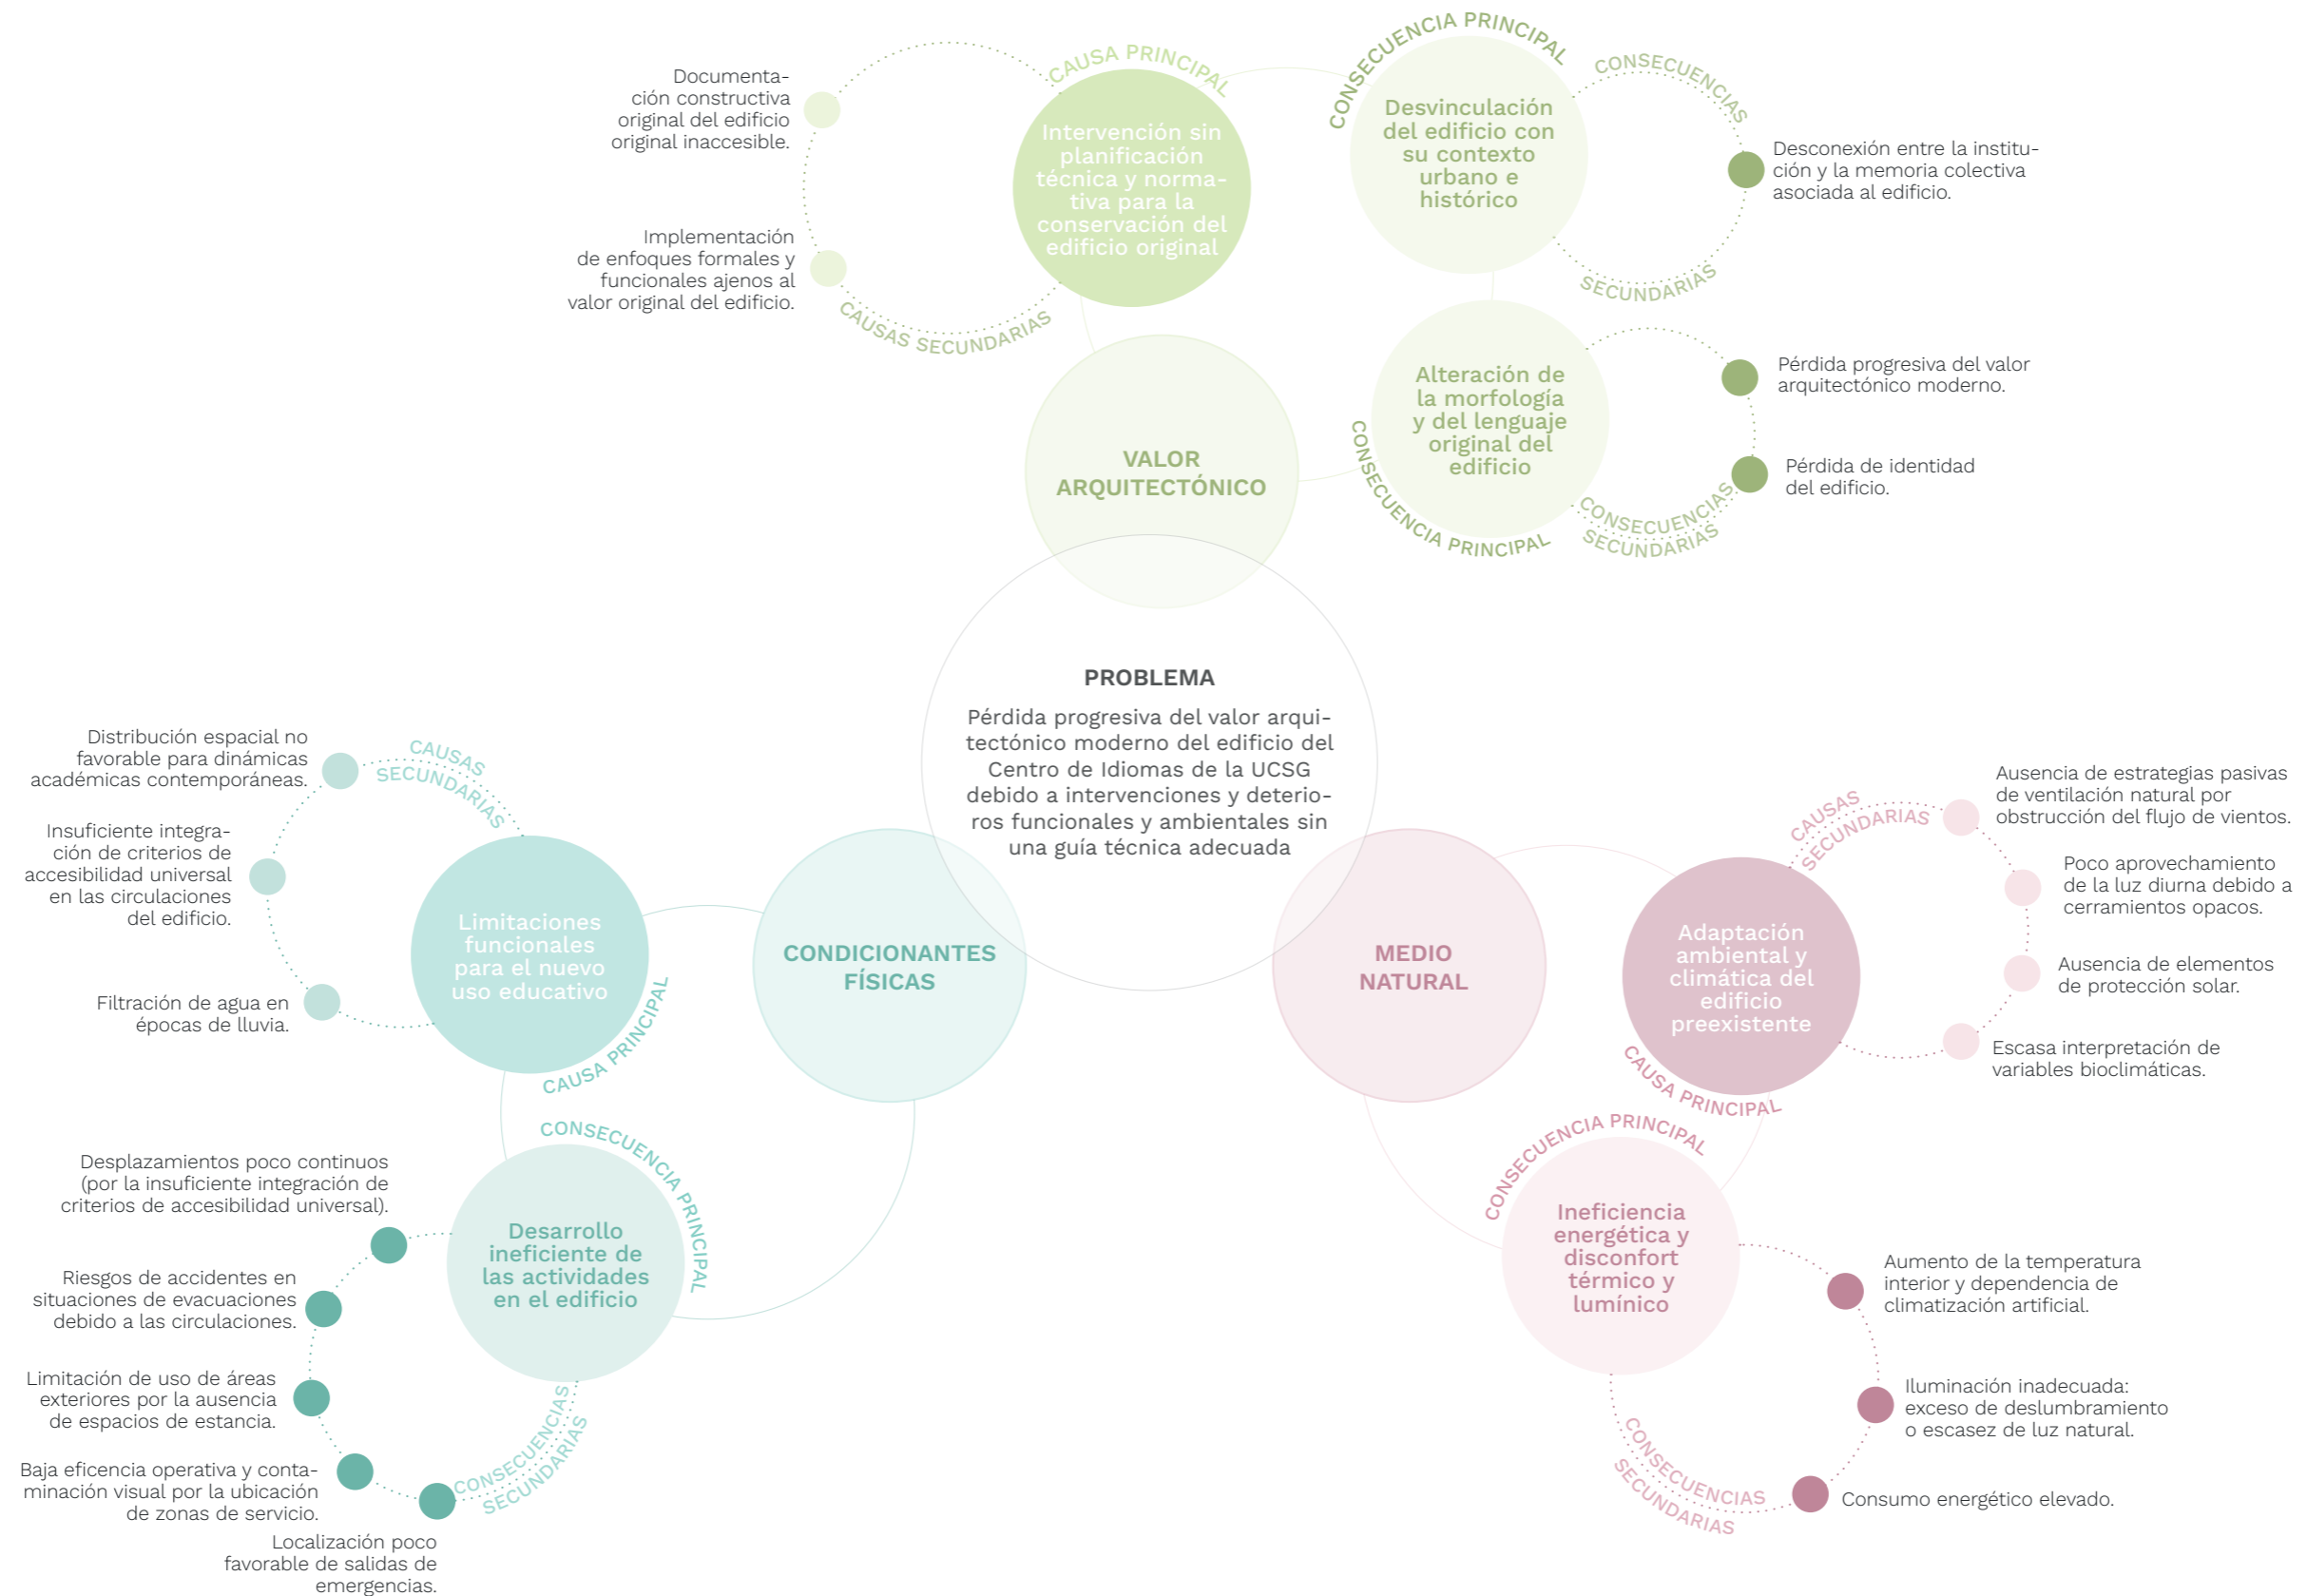 CAUSA PRINCIPAL
Intervención sin
planificación
técnica y norma-
tiva para la
conservación del
edificio original
Documenta-
ción constructiva
original del edificio
original inaccesible.
Implementación
de enfoques formales y
funcionales ajenos al
valor original del edificio.
CAUSAS SECUNDARIAS
CONSECUENCIA PRINCIPAL
Desvinculación
del edificio con
su contexto
urbano e
histórico
CONSECUENCIAS
SECUNDARIAS
Desconexión entre la institu-
ción y la memoria colectiva
asociada al edificio.
Alteración de
la morfología
y del lenguaje
original del
edificio
CONSECUENCIA PRINCIPAL
Pérdida progresiva del valor
arquitectónico moderno.
Pérdida de identidad
del edificio.
CONSECUENCIAS
SECUNDARIAS
VALOR
ARQUITECTÓNICO
PROBLEMA
Pérdida progresiva del valor arqui-
tectónico moderno del edificio del
Centro de Idiomas de la UCSG
debido a intervenciones y deterio-
ros funcionales y ambientales sin
una guía técnica adecuada
CONDICIONANTES
FÍSICAS
MEDIO
NATURAL
CAUSAS
SECUNDARIAS
Distribución espacial no
favorable para dinámicas
académicas contemporáneas.
Insuficiente integra-
ción de criterios de
accesibilidad universal
en las circulaciones
del edificio.
Filtración de agua en
épocas de lluvia.
Limitaciones
funcionales
para el nuevo
uso educativo
CAUSA PRINCIPAL
CONSECUENCIA PRINCIPAL
Desarrollo
ineficiente de
las actividades
en el edificio
Desplazamientos poco continuos
(por la insuficiente integración de
criterios de accesibilidad universal).
Riesgos de accidentes en
situaciones de evacuaciones
debido a las circulaciones.
Limitación de uso de áreas
exteriores por la ausencia
de espacios de estancia.
Baja eficencia operativa y conta-
minación visual por la ubicación
de zonas de servicio.
Localización poco
favorable de salidas de
emergencias.
CONSECUENCIAS
SECUNDARIAS
CAUSAS
SECUNDARIAS
Adaptación
ambiental y
climática del
edificio
preexistente
CAUSA PRINCIPAL
Ausencia de estrategias pasivas
de ventilación natural por
obstrucción del flujo de vientos.
Poco aprovechamiento
de la luz diurna debido a
cerramientos opacos.
Ausencia de elementos
de protección solar.
Escasa interpretación de
variables bioclimáticas.
CONSECUENCIA PRINCIPAL
Ineficiencia
energética y
disconfort
térmico y
lumínico
Aumento de la temperatura
interior y dependencia de
climatización artificial.
Iluminación inadecuada:
exceso de deslumbramiento
o escasez de luz natural.
Consumo energético elevado.
CONSECUENCIAS
SECUNDARIAS